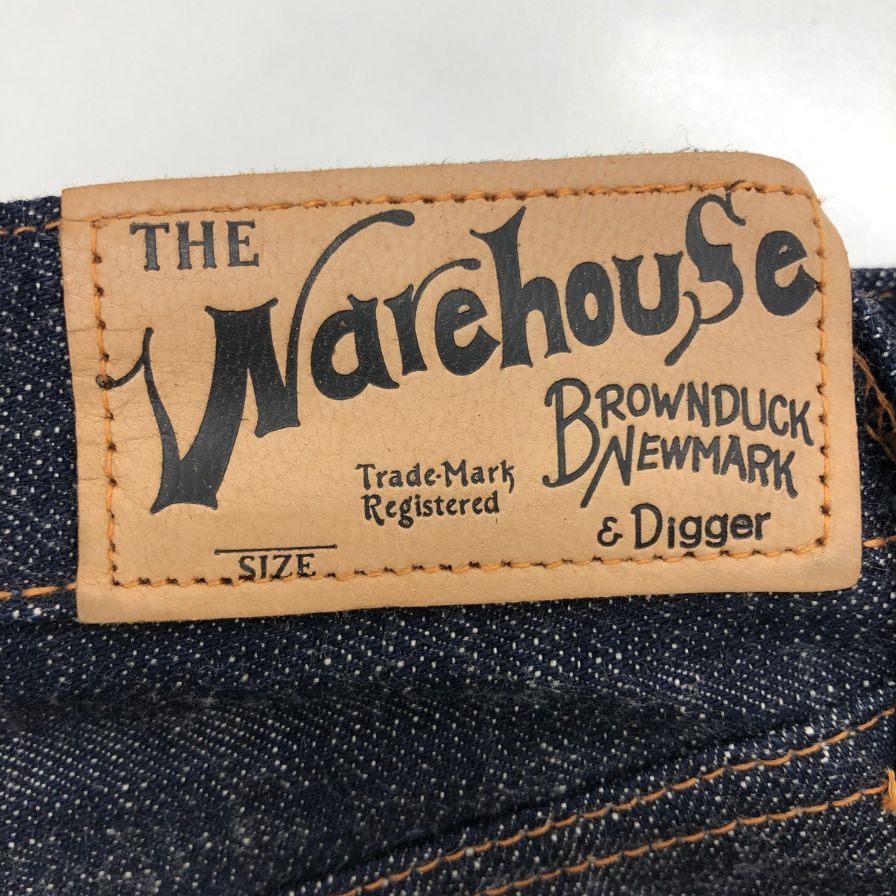 THE
Warehouse
BROWNDUCK
NEWMARK
& Digger
Trade-Mark
Registered
SIZE